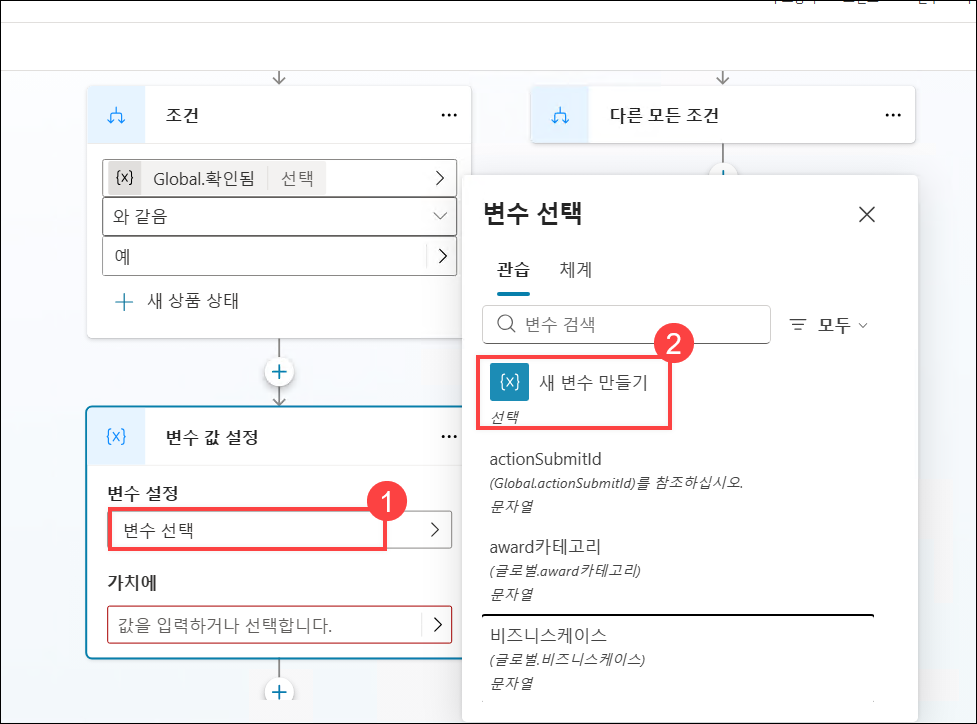 조건
다른 모든 조건
{x} Global.확인됨 선택
와 같음
예
새 상품 상태
{x} 변수 값 설정
변수 설정
1
변수 선택
가치에
값을 입력하거나 선택합니다.
변수 선택
관습 체계
변수 검색
모두
2
{x} 새 변수 만들기
선택
actionSubmitId
(Global.actionSubmitId)를 참조하십시오.
문자열
award카테고리
(글로벌.award카테고리)
문자열
비즈니스케이스
(글로벌.비즈니스케이스)
문자열